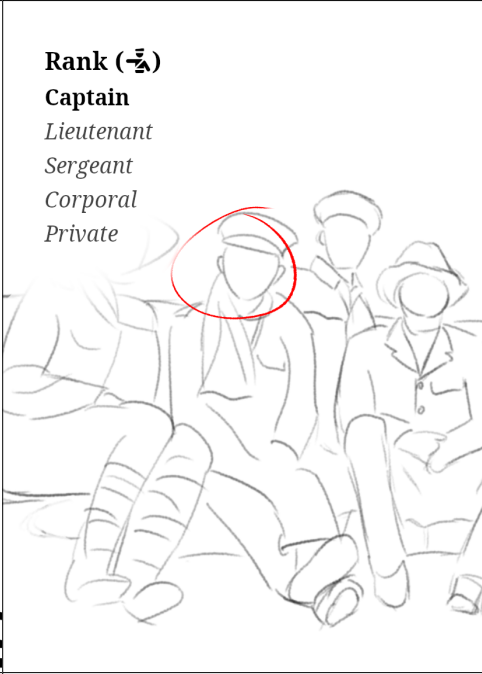 Rank ()
Captain
Lieutenant
Sergeant
Corporal
Private